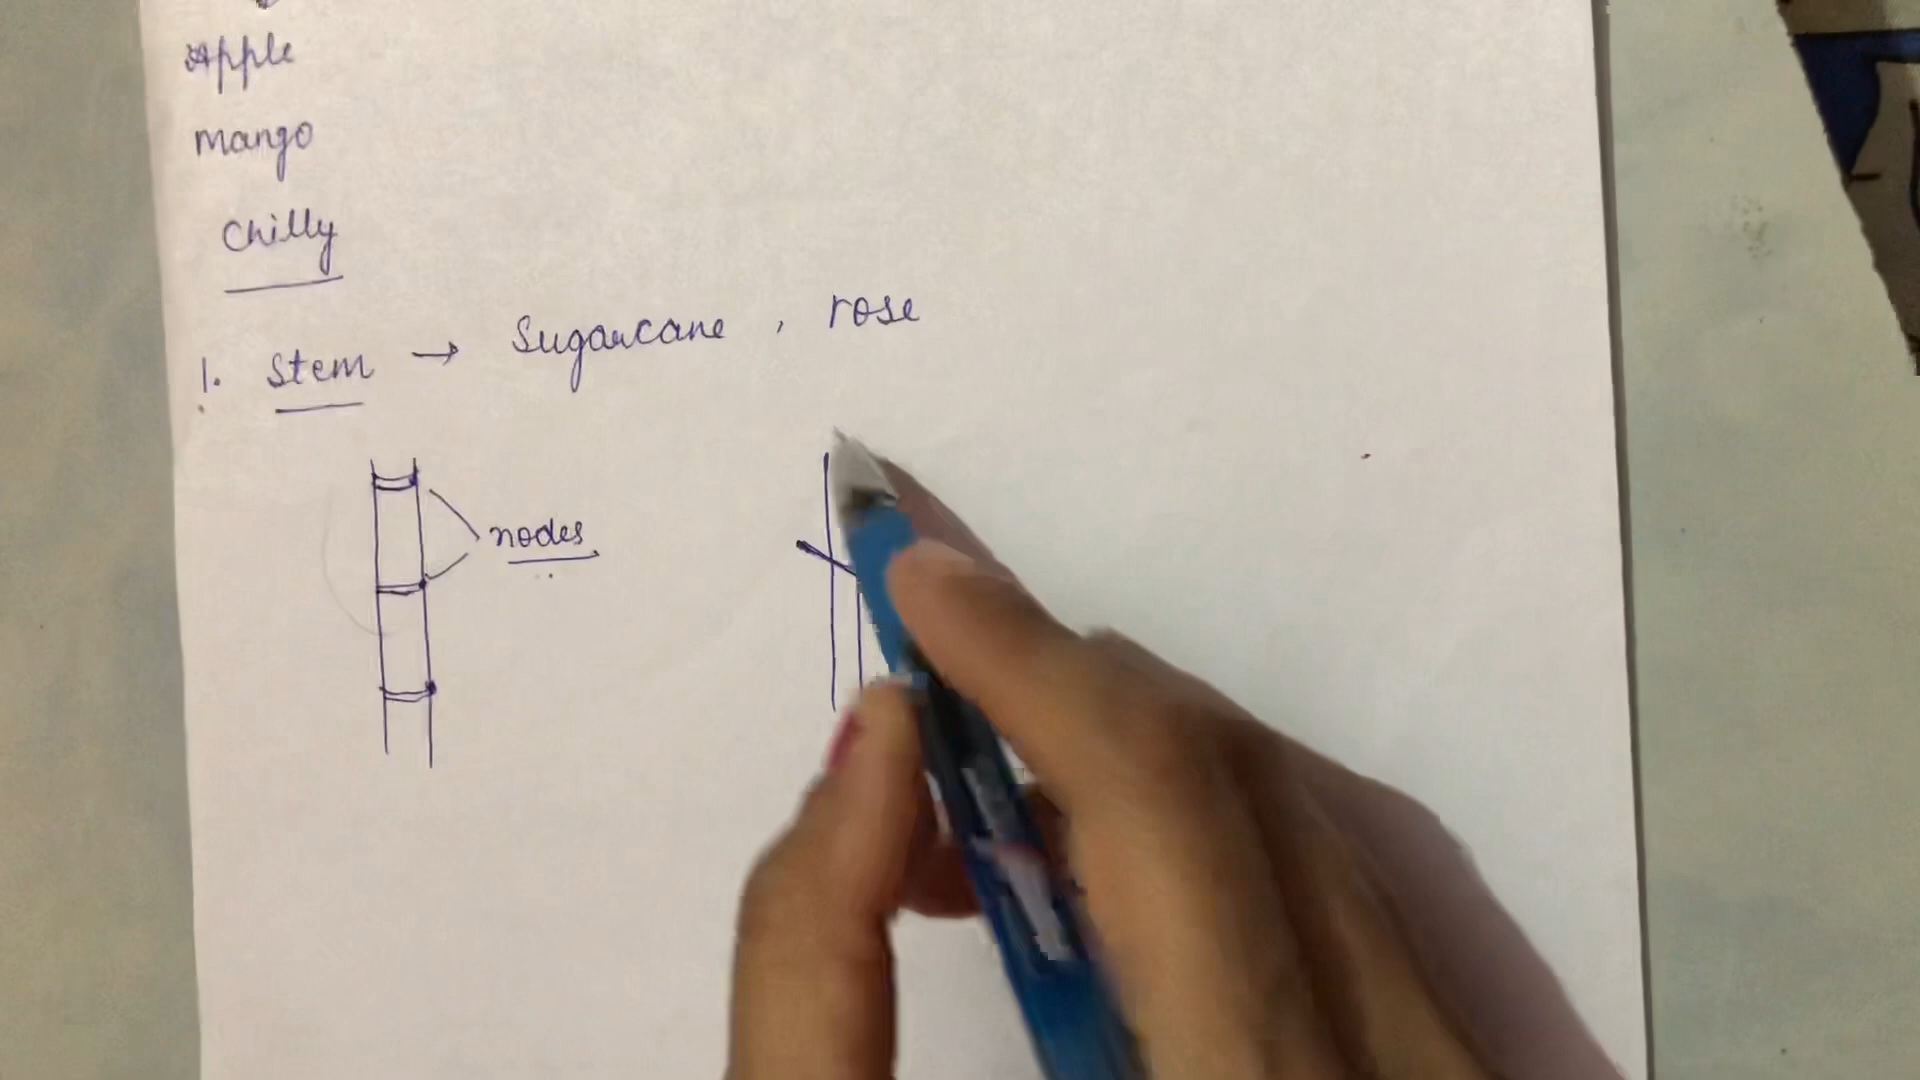 Apple
Mango
Chilly
1. Stem → Sugarcane , rose
nodes